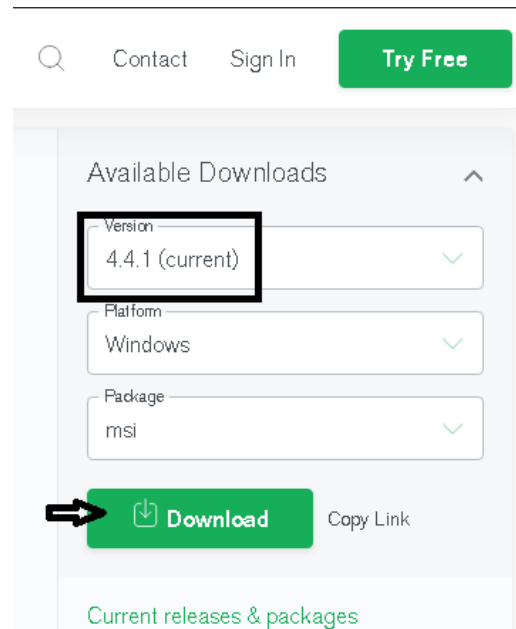 Contact Sign In Try Free
Available Downloads
Version
4.4.1 (current)
Platform
Windows
Package
msi
Download Copy Link
Current releases & packages